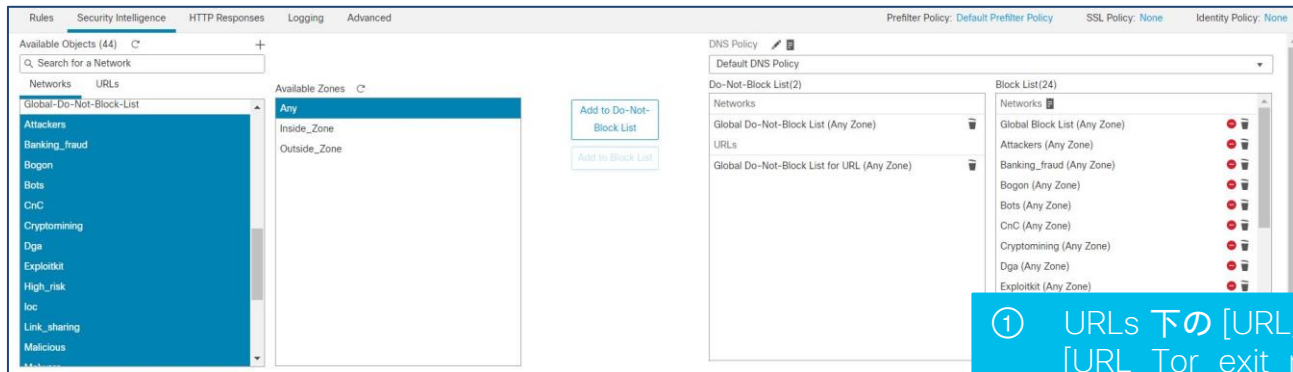 Rules Security Intelligence HTTP Responses Logging Advanced Prefilter Policy: Default Prefilter Policy SSL Policy: None Identity Policy: None
Available Objects (44)
Search for a Network
Networks URLs
Global-Do-Not-Block-List
Attackers
Banking_fraud
Bogon
Bots
CnC
Cryptomining
Dga
Exploitkit
High_risk
Ioc
Link_sharing
Malicious
Available Zones
Any
Inside_Zone
Outside_Zone
Add to Do-Not-
Block List
Add to Block List
DNS Policy
Default DNS Policy
Do-Not-Block List(2)
Networks
Global Do-Not-Block List (Any Zone)
URLs
Global Do-Not-Block List for URL (Any Zone)
Block List(24)
Networks
Global Block List (Any Zone)
Attackers (Any Zone)
Banking_fraud (Any Zone)
Bogon (Any Zone)
Bots (Any Zone)
CnC (Any Zone)
Cryptomining (Any Zone)
Dga (Any Zone)
Exploitkit (Any Zone)
① URLs 下の [URL
[URL Tor exit